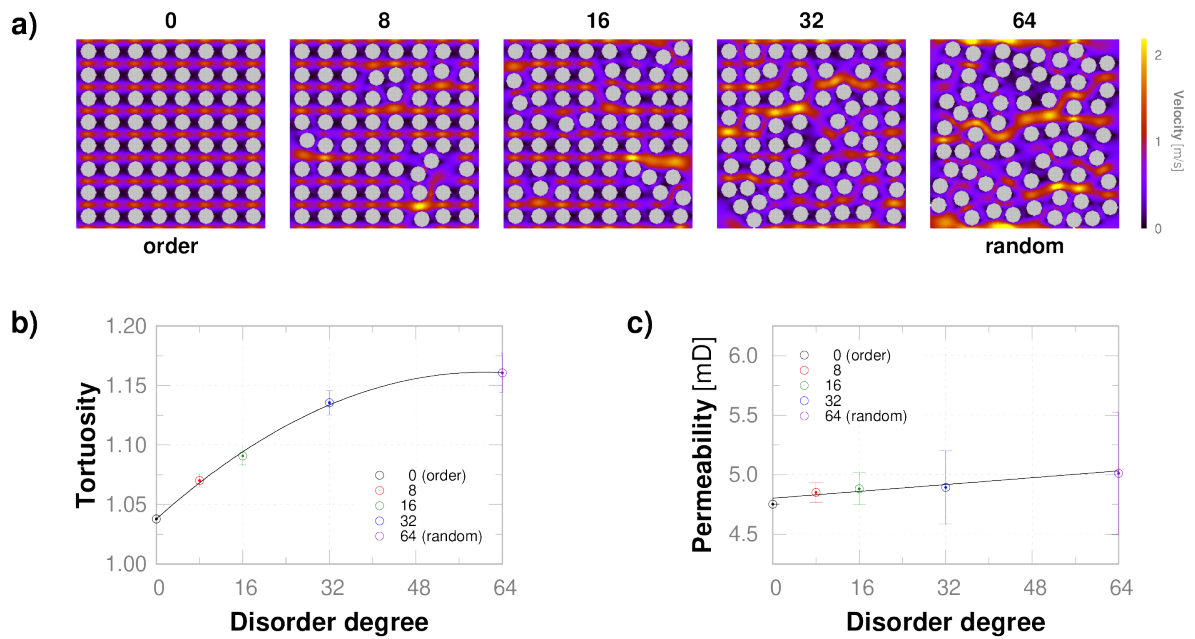 a)
0 8 16 32 64
order
random
2
1
0
Velocity [m/s]
b)
Tortuosity
1.20
1.15
1.10
1.05
1.00
0 (order)
8
16
32
64 (random)
0 16 32 48 64
Disorder degree
c)
Permeability [mD]
6.0
5.5
5.0
4.5
0 (order)
8
16
32
64 (random)
0 16 32 48 64
Disorder degree